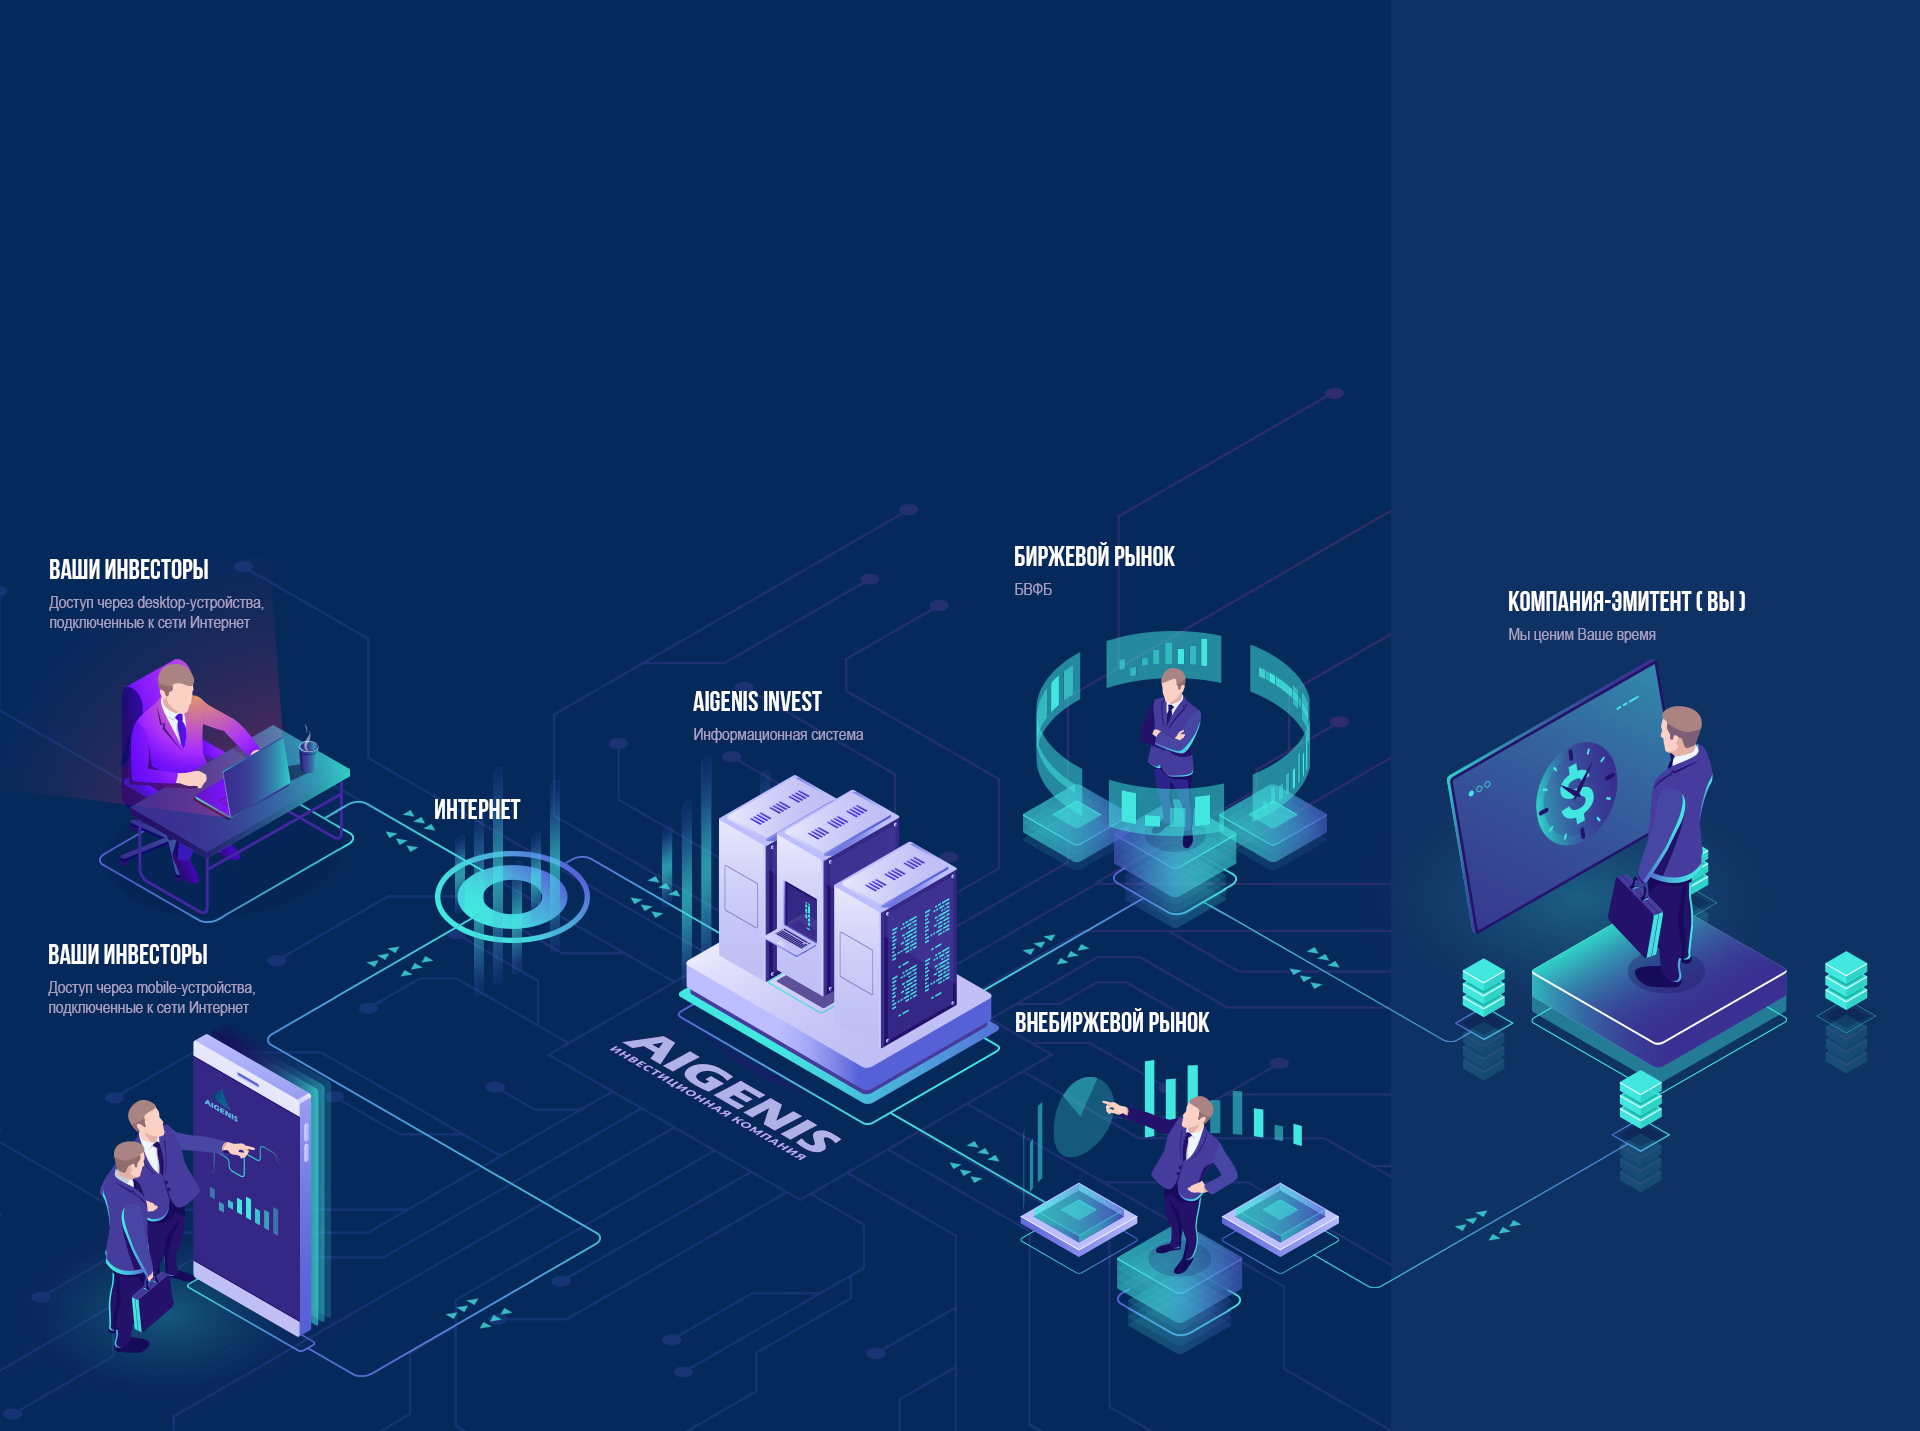 ВАШИ ИНВЕСТОРЫ
Доступ через desktop-устройства,
подключенные к сети Интернет
ВАШИ ИНВЕСТОРЫ
Доступ через mobile-устройства,
подключенные к сети Интернет
AIGENIS
ИНТЕРНЕТ
AIGENIS INVEST
Информационная система
AIGENIS
ИНВЕСТИЦИОННАЯ КОМПАНИЯ
БИРЖЕВОЙ РЫНОК
БВФБ
ВНЕБИРЖЕВОЙ РЫНОК
КОМПАНИЯ-ЭМИТЕНТ ( ВЫ )
Мы ценим Ваше время
$